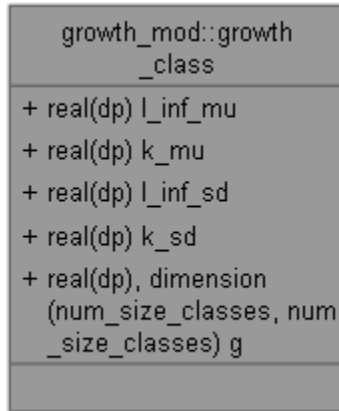 growth_mod::growth
_class
+ real(dp) l_inf_mu
+ real(dp) k_mu
+ real(dp) l_inf_sd
+ real(dp) k_sd
+ real(dp), dimension
(num_size_classes, num
_size_classes) g